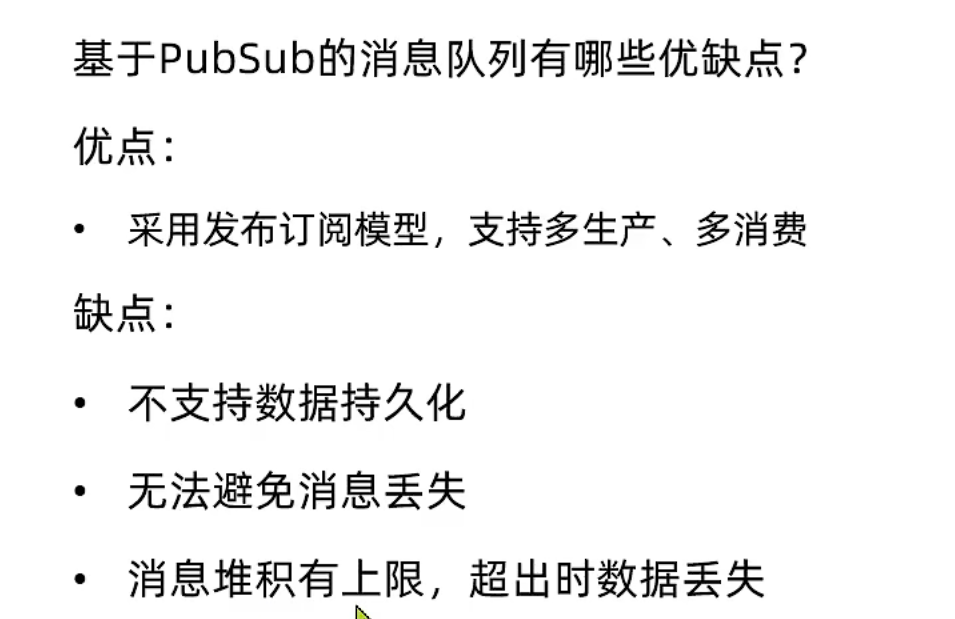 基于PubSub的消息队列有哪些优缺点？
优点：
• 采用发布订阅模型，支持多生产、多消费
缺点：
• 不支持数据持久化
• 无法避免消息丢失
• 消息堆积有上限，超出时数据丢失